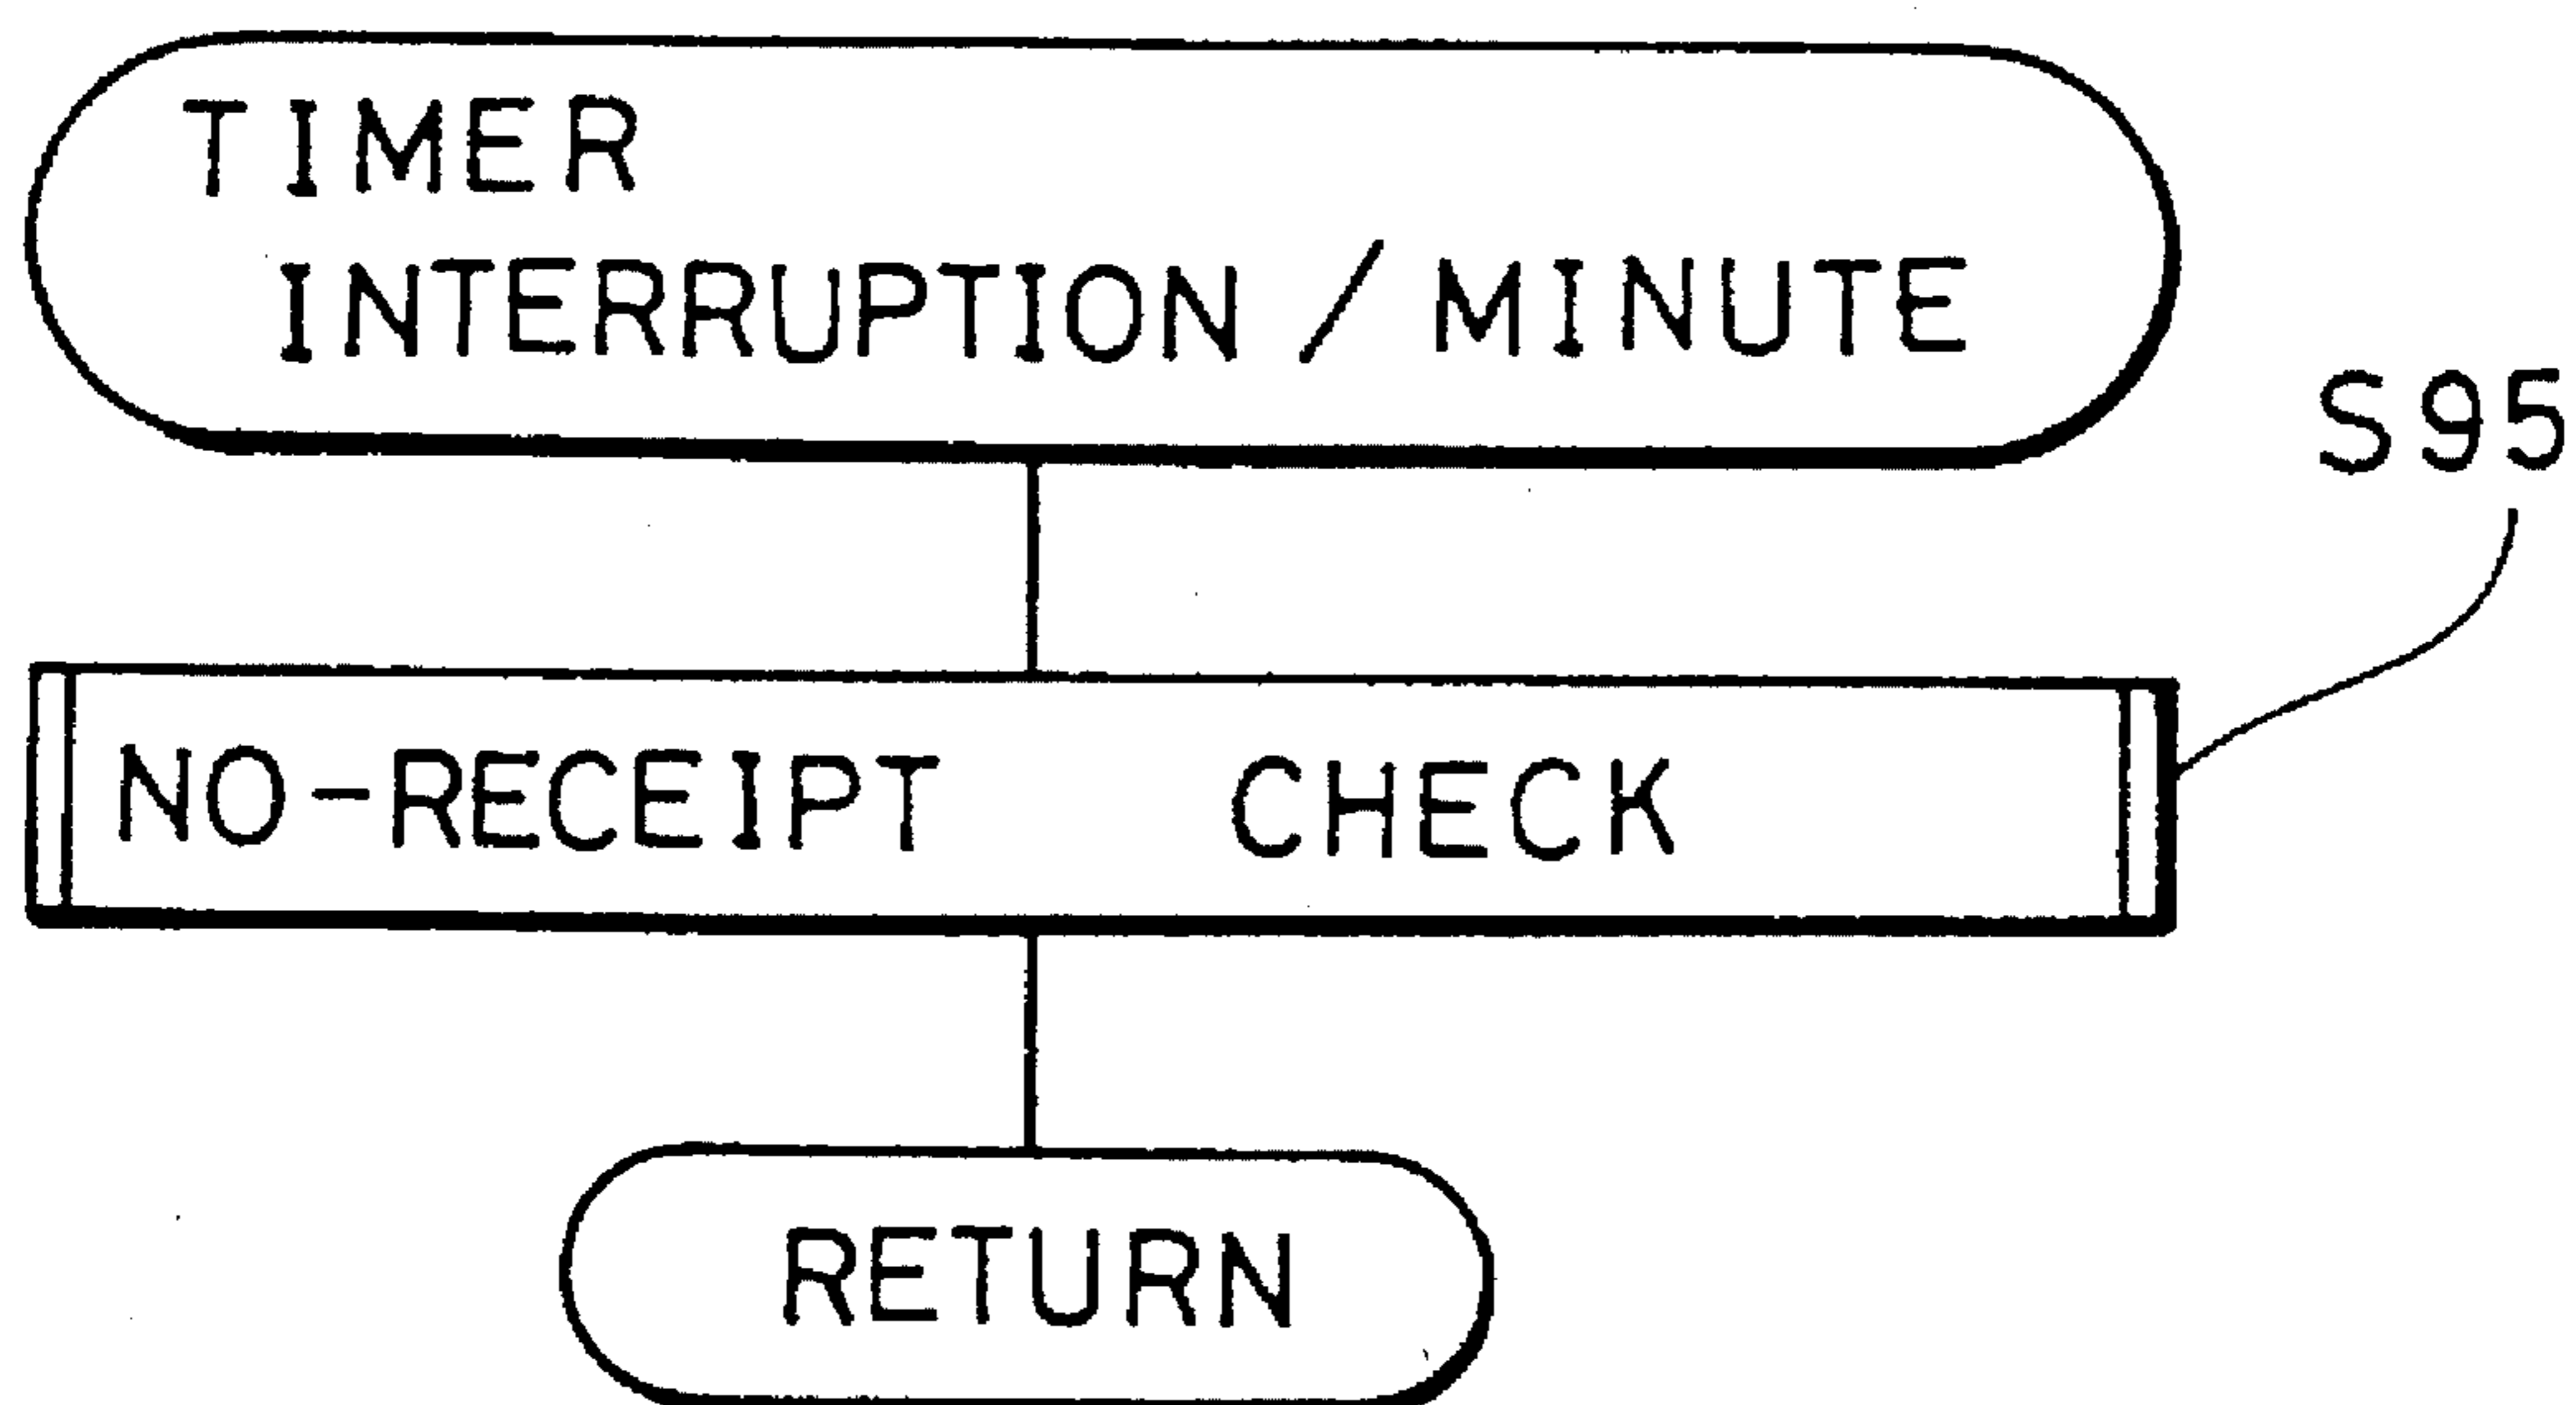 TIMER
INTERRUPTION / MINUTE
S95
NO-RECEIPT CHECK
RETURN